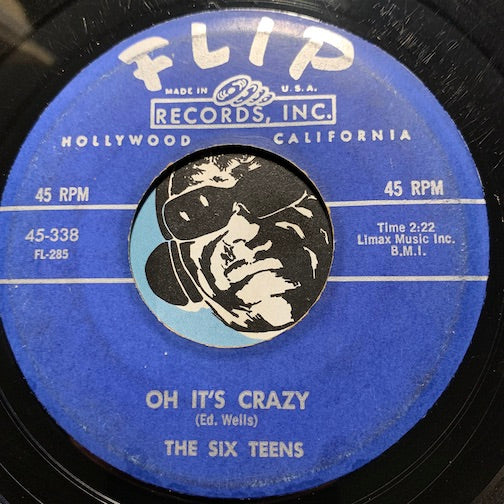 FLIP
MADE IN U.S.A.
RECORDS, INC.
HOLLYWOOD CALIFORNIA
45 RPM 45 RPM
45-338
FL-285
Time 2:22
Limax Music Inc.
B.M.I.
OH IT'S CRAZY
(Ed. Wells)
THE SIX TEENS